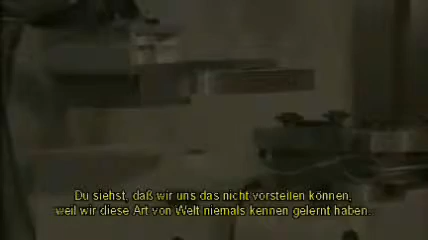 Du siehst, daß wir uns das nicht vorstellen können,
weil wir diese Art von Welt niemals kennen gelernt haben.